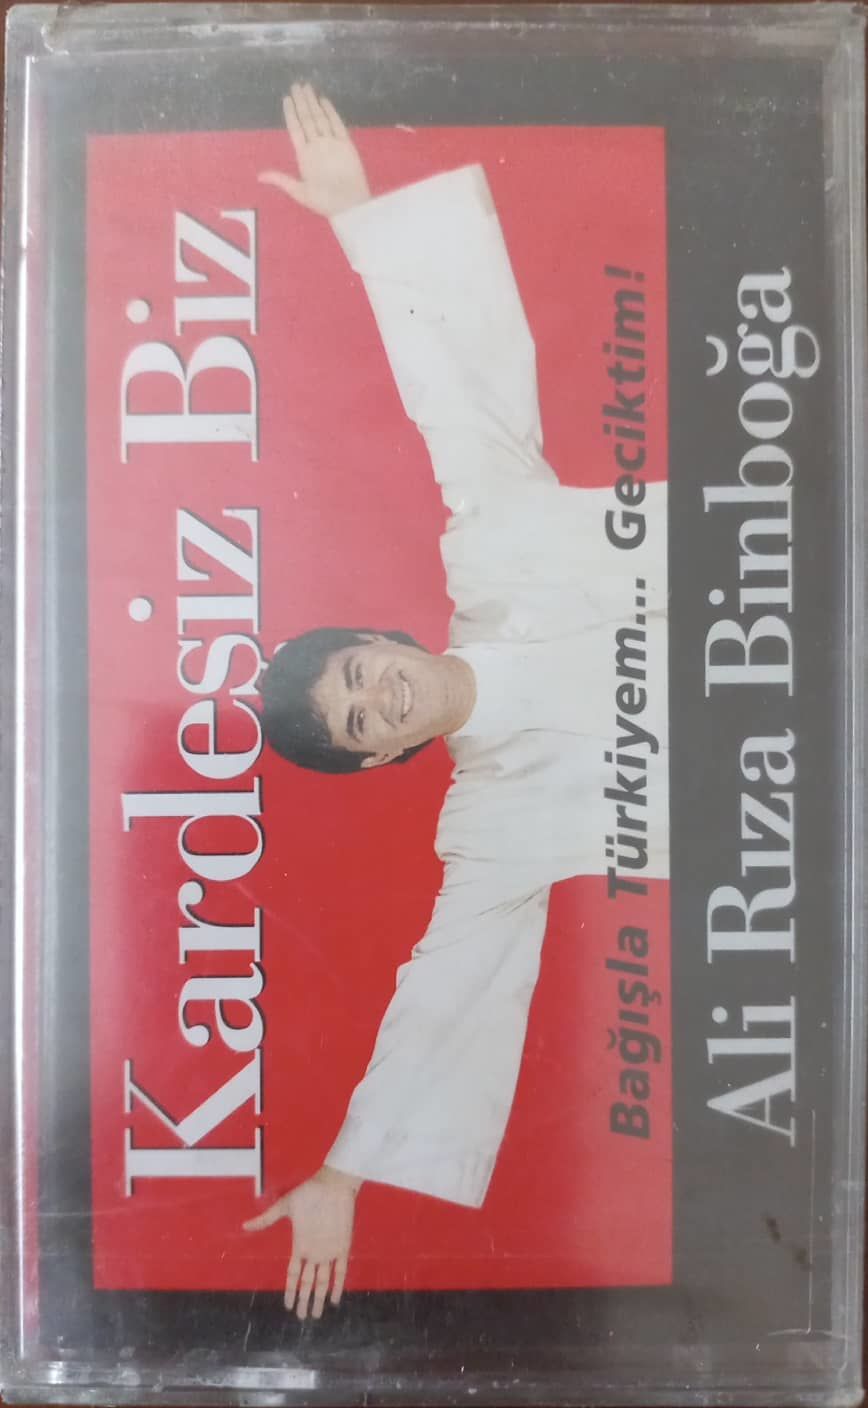 Kardeşiz Biz
Bağışla Türkiyem... Geciktim!
Ali Rıza Binboğa